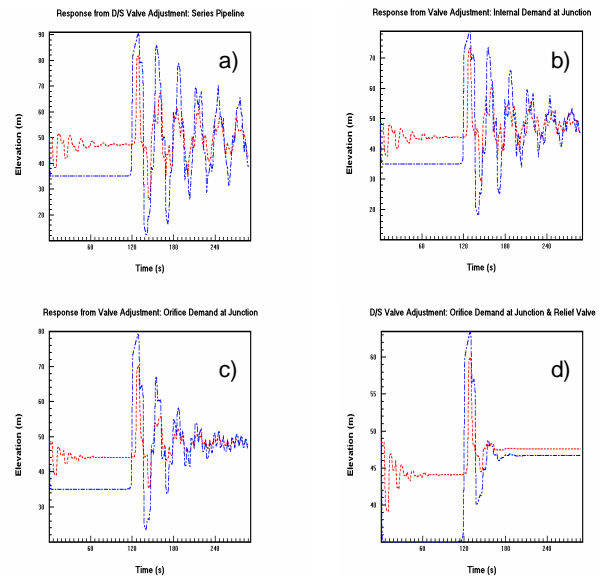 Response from D/S Valve Adjustment: Series Pipeline
a)
Elevation (m)
90
80
70
60
50
40
30
20
60
120
180
240
Time (s)
Response from Valve Adjustment: Internal Demand at Junction
b)
Elevation (m)
70
60
50
40
30
20
60
120
180
240
Time (s)
Response from Valve Adjustment: Orifice Demand at Junction
c)
Elevation (m)
80
70
60
50
40
30
60
120
180
240
Time (s)
D/S Valve Adjustment: Orifice Demand at Junction & Relief Valve
d)
Elevation (m)
60
55
50
45
40
60
120
180
240
Time (s)